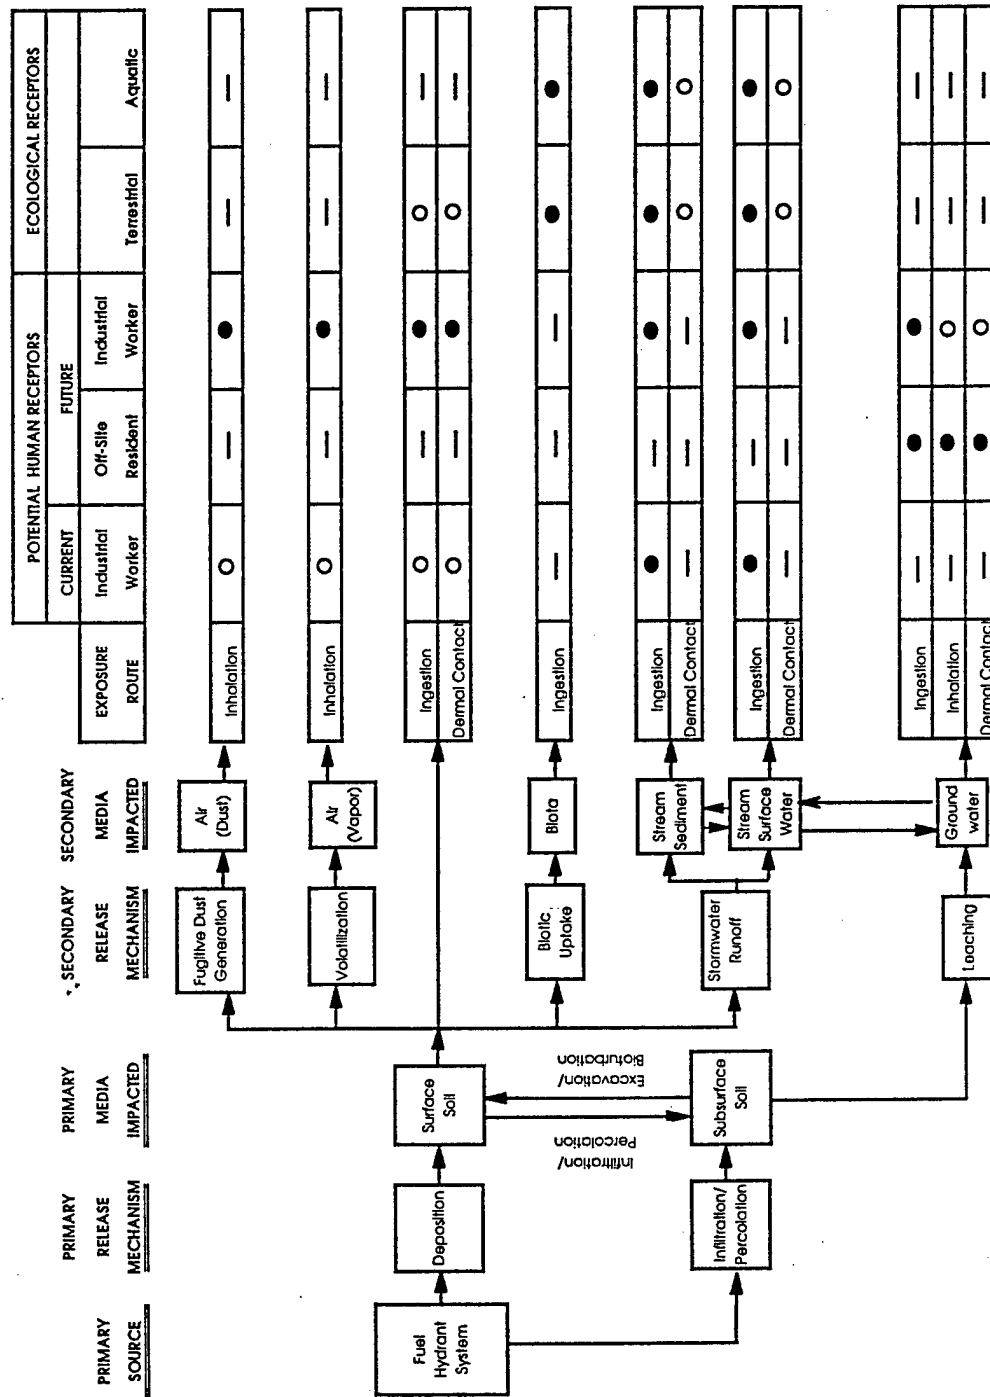 POTENTIAL HUMAN RECEPTORS
ECOLOGICAL RECEPTORS
CURRENT
FUTURE
PRIMARY
SOURCE
PRIMARY
RELEASE
MECHANISM
PRIMARY
MEDIA
IMPACTED
SECONDARY
RELEASE
MECHANISM
SECONDARY
MEDIA
IMPACTED
EXPOSURE
ROUTE
Industrial
Worker
Off-Site
Resident
Industrial
Worker
Terrestrial
Aquatic
Fugitive Dust
Generation
Air
(Dust)
Inhalation
Volatilization
Air
(Vapor)
Inhalation
Fuel
Hydrant
System
Deposition
Surface
Soil
Ingestion
Dermal Contact
Biotic
Uptake
Biota
Ingestion
Infiltration/
Percolation
Excavation/
Bioturbation
Stormwater
Runoff
Stream
Sediment
Ingestion
Dermal Contact
Infiltration/
Percolation
Subsurface
Soil
Stream
Surface
Water
Ingestion
Dermal Contact
Leaching
Ground
water
Ingestion
Inhalation
Dermal Contact